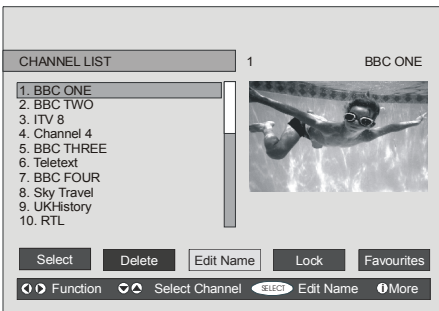 CHANNEL LIST
1 BBC ONE
1. BBC ONE
2. BBC TWO
3. ITV 8
4. Channel 4
5. BBC THREE
6. Teletext
7. BBC FOUR
8. Sky Travel
9. UKHistory
10. RTL
Select Delete Edit Name Lock Favourites
Function Select Channel SELECT Edit Name i More